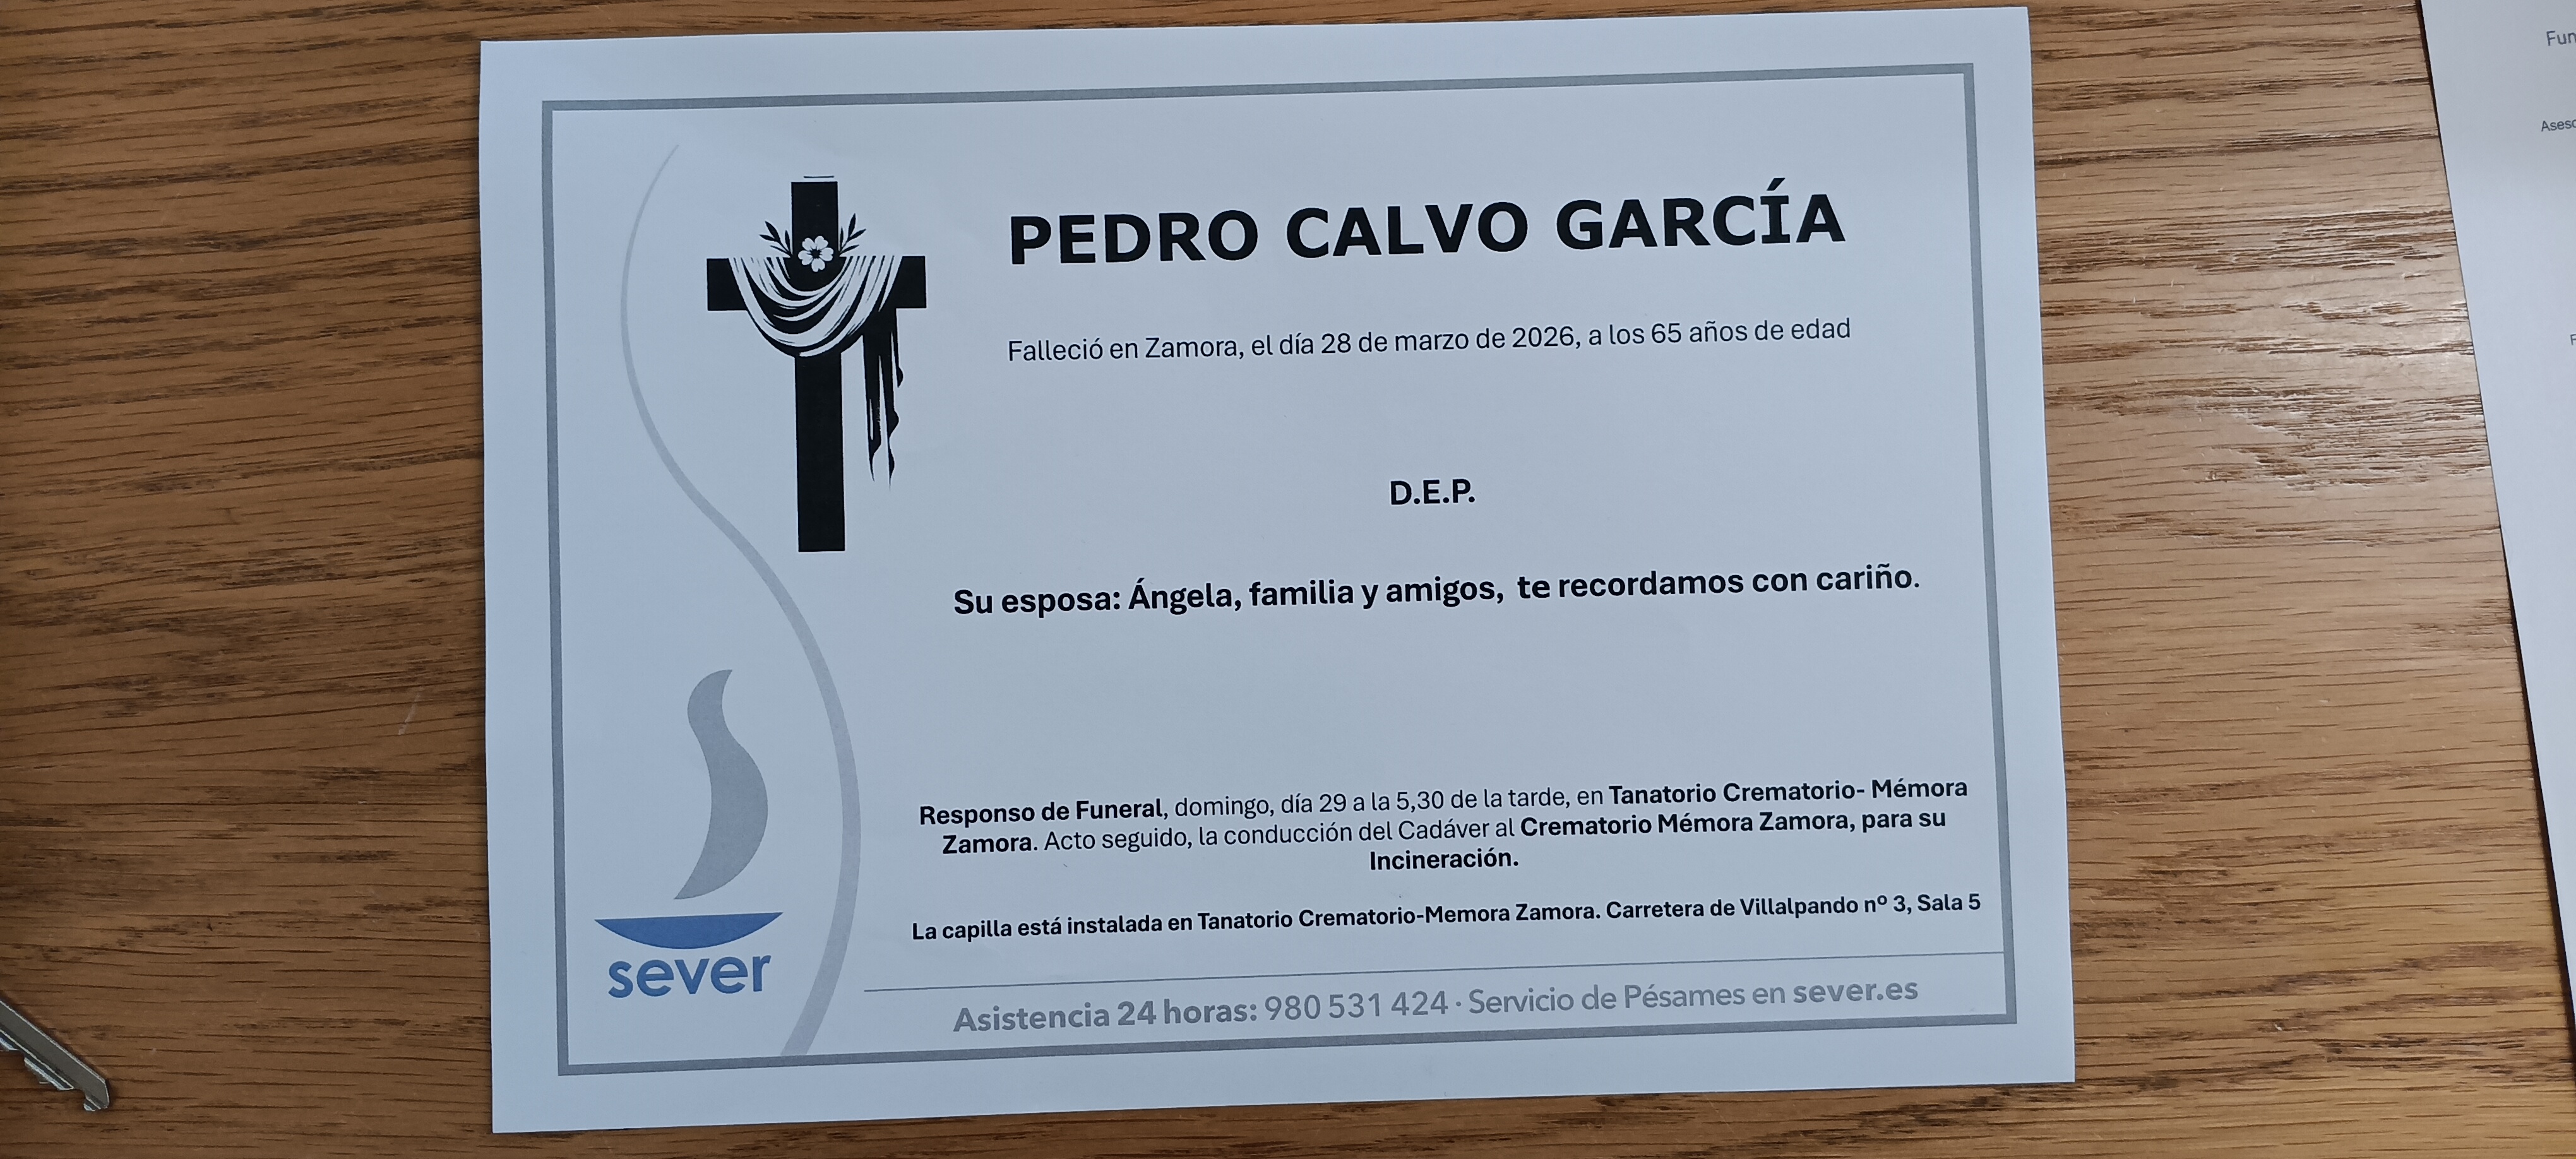 PEDRO CALVO GARCÍA
Falleció en Zamora, el día 28 de marzo de 2026, a los 65 años de edad
D.E.P.
Su esposa: Ángela, familia y amigos, te recordamos con cariño.
Responso de Funeral, domingo, día 29 a la 5,30 de la tarde, en Tanatorio Crematorio- Mémora
Zamora. Acto seguido, la conducción del Cadáver al Crematorio Mémora Zamora, para su
Incineración.
La capilla está instalada en Tanatorio Crematorio-Memora Zamora. Carretera de Villalpando nº 3, Sala 5
sever
Asistencia 24 horas: 980 531 424 · Servicio de Pésames en sever.es